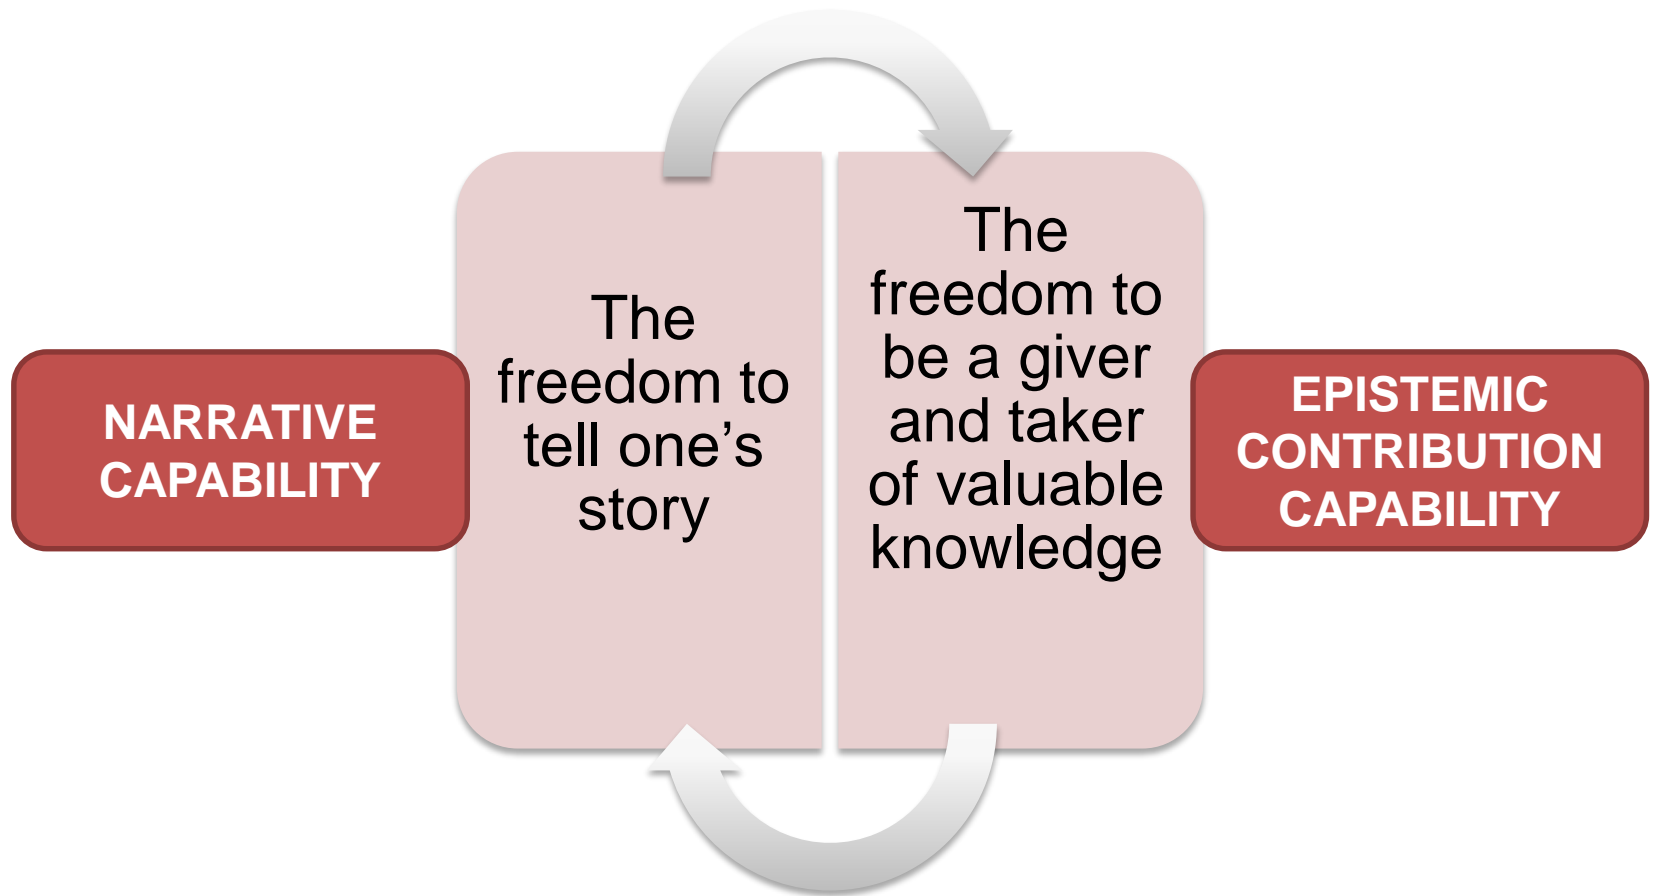 NARRATIVE
CAPABILITY
The
freedom to
tell one’s
story
The
freedom to
be a giver
and taker
of valuable
knowledge
EPISTEMIC
CONTRIBUTION
CAPABILITY